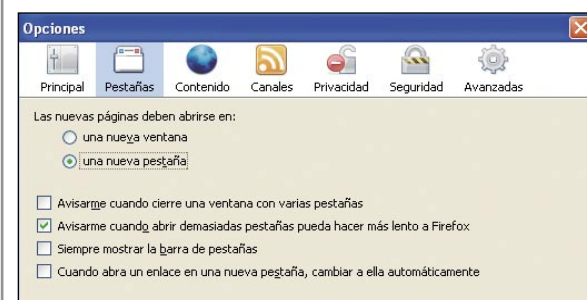 Opciones
Principal Pestañas Contenido Canales Privacidad Seguridad Avanzadas
Las nuevas páginas deben abrirse en:
una nueva ventana
una nueva pestaña
Avisarme cuando cierre una ventana con varias pestañas
Avisarme cuando abrir demasiadas pestañas pueda hacer más lento a Firefox
Siempre mostrar la barra de pestañas
Cuando abra un enlace en una nueva pestaña, cambiar a ella automáticamente